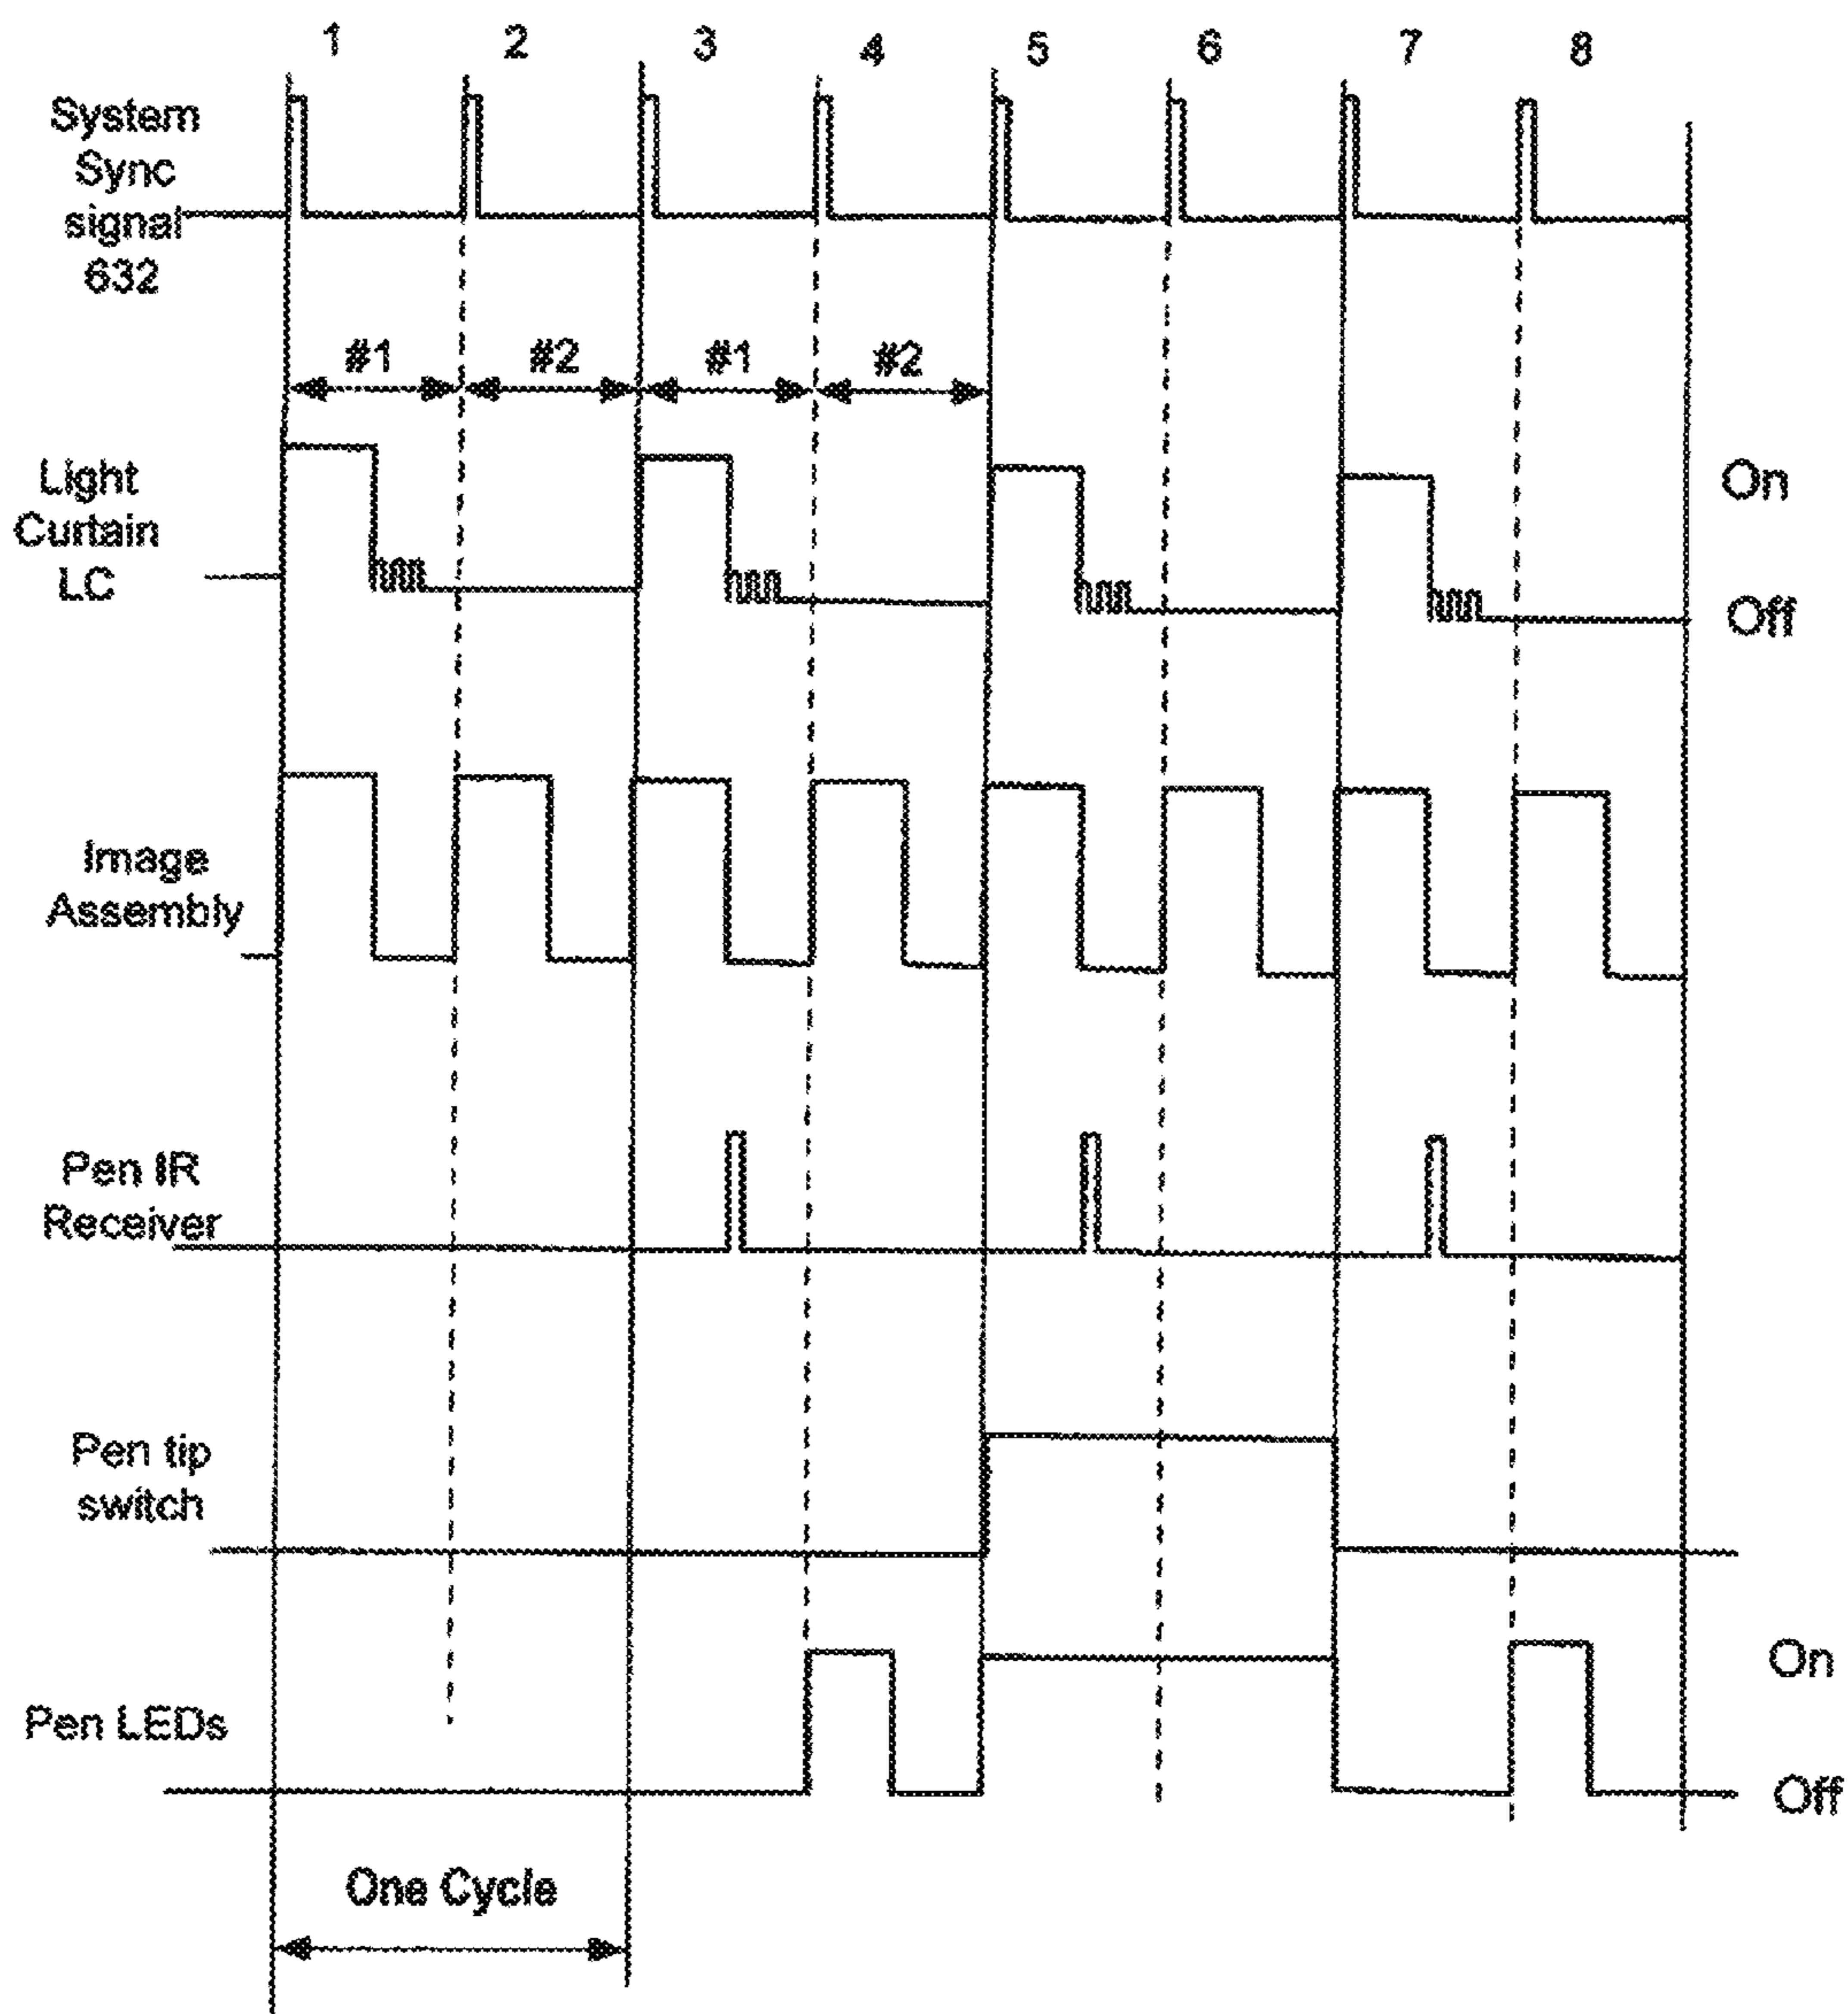 1 2 3 4 5 6 7 8
System
Sync
signal
632
#1 #2 #1 #2
Light
Curtain
LC
On
Off
Image
Assembly
Pen IR
Receiver
Pen tip
switch
On
Pen LEDs
Off
One Cycle